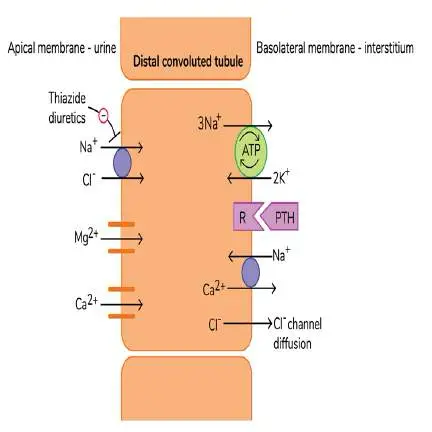 Apical membrane - urine
Distal convoluted tubule
Basolateral membrane - interstitium
Thiazide
diuretics
Na⁺
Cl⁻
Mg²⁺
Ca²⁺
3Na⁺
ATP
2K⁺
R
PTH
Na⁺
Ca²⁺
Cl⁻
Cl⁻ channel
diffusion